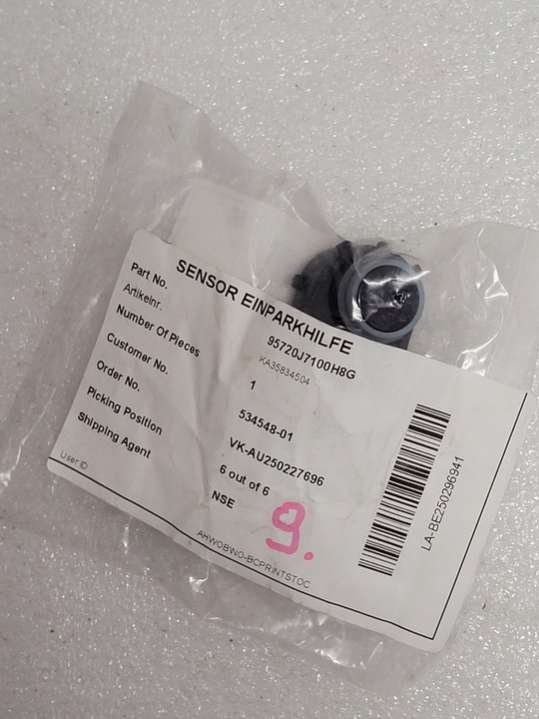 SENSOR EINPARKHILFE
Part No. 95720J7100H8G
Artikelnr. KA35834504
Number Of Pieces 1
Customer No. 534548-01
Order No. VK-AU250227696
Picking Position 6 out of 6
Shipping Agent NSE
9.
User ID AHWOBWO-BCPRINTSTOC
LA-BE250296941